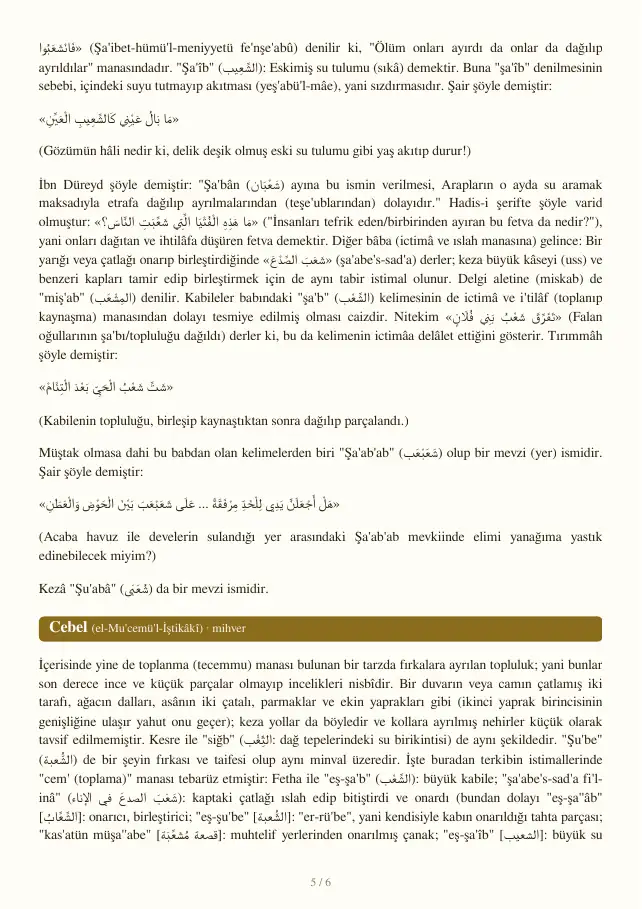 فَانْشَعَبُوا» (Şa'ibet-hümü'l-meniyyetü fe'nşe'abû) denilir ki, "Ölüm onları ayırdı da onlar da dağılıp
ayrıldılar" manasındadır. "Şa'îb" (الشَّعِيب): Eskimiş su tulumu (sıkâ) demektir. Buna "şa'îb" denilmesinin
sebebi, içindeki suyu tutmayıp akıtması (yeş'abü'l-mâe), yani sızdırmasıdır. Şair şöyle demiştir:
«مَا بَالُ عَيْنِي كَالشَّعِيبِ الْعَيِّنِ»
(Gözümün hâli nedir ki, delik deşik olmuş eski su tulumu gibi yaş akıtıp durur!)
İbn Düreyd şöyle demiştir: "Şa'bân (شَعْبَان) ayına bu ismin verilmesi, Arapların o ayda su aramak
maksadıyla etrafa dağılıp ayrılmalarından (teşe'ublarından) dolayıdır." Hadis-i şerifte şöyle varid
olmuştur: «مَا هَذِهِ الْفُتْيَا الَّتِي شَعَّبَتِ النَّاسَ؟» ("İnsanları tefrik eden/birbirinden ayıran bu fetva da nedir?"),
yani onları dağıtan ve ihtilâfa düşüren fetva demektir. Diğer bâba (ictimâ ve ıslah manasına) gelince: Bir
yarığı veya çatlağı onarıp birleştirdiğinde «شَعَبَ الصَّدْعَ» (şa'abe's-sad'a) derler; keza büyük kâseyi (uss) ve
benzeri kapları tamir edip birleştirmek için de aynı tabir istimal olunur. Delgi aletine (miskab) de
"miş'ab" (المِشْعَب) denilir. Kabileler babındaki "şa'b" (الشَّعْب) kelimesinin de ictimâ ve i'tilâf (toplanıp
kaynaşma) manasından dolayı tesmiye edilmiş olması caizdir. Nitekim «تَفَرَّقَ شَعْبُ بَنِي فُلَانٍ» (Falan
oğullarının şa'bı/topluluğu dağıldı) derler ki, bu da kelimenin ictimâa delâlet ettiğini gösterir. Tırımmâh
şöyle demiştir:
«شَتَّ شَعْبُ الْحَيِّ بَعْدَ الْتِئَامْ»
(Kabilenin topluluğu, birleşip kaynaştıktan sonra dağılıp parçalandı.)
Müştak olmasa dahi bu babdan olan kelimelerden biri "Şa'ab'ab" (شَعَبْعَب) olup bir mevzi (yer) ismidir.
Şair şöyle demiştir:
«هَلْ أَجْعَلَنَّ يَدِي لِلْخَدِّ مِرْفَقَةً ... عَلَى شَعَبْعَبَ بَيْنَ الْحَوْضِ وَالْعَطَنِ»
(Acaba havuz ile develerin sulandığı yer arasındaki Şa'ab'ab mevkiinde elimi yanağıma yastık
edinebilecek miyim?)
Kezâ "Şu'abâ" (شُعَبَى) da bir mevzi ismidir.
Cebel (el-Mu'cemü'l-İştikâkî) · mihver
İçerisinde yine de toplanma (tecemmu) manası bulunan bir tarzda fırkalara ayrılan topluluk; yani bunlar
son derece ince ve küçük parçalar olmayıp incelikleri nisbîdir. Bir duvarın veya camın çatlamış iki
tarafı, ağacın dalları, asânın iki çatalı, parmaklar ve ekin yaprakları gibi (ikinci yaprak birincisinin
genişliğine ulaşır yahut onu geçer); keza yollar da böyledir ve kollara ayrılmış nehirler küçük olarak
tavsif edilmemiştir. Kesre ile "siğb" (الثِّغْب: dağ tepelerindeki su birikintisi) de aynı şekildedir. "Şu'be"
(الشُّعبة) de bir şeyin fırkası ve taifesi olup aynı minval üzeredir. İşte buradan terkibin istimallerinde
"cem' (toplama)" manası tebarüz etmiştir: Fetha ile "eş-şa'b" (الشَّعْب): büyük kabile; "şa'abe's-sad'a fi'l-
inâ" (شَعَبَ الصدعَ في الإناء): kaptaki çatlağı ıslah edip bitiştirdi ve onardı (bundan dolayı "eş-şa''âb"
[الشَّعَّابُ]: onarıcı, birleştirici; "eş-şu'be" [الشُعبة]: "er-rü'be", yani kendisiyle kabın onarıldığı tahta parçası;
"kas'atün müşa''abe" [قصعة مُشعَّبَة]: muhtelif yerlerinden onarılmış çanak; "eş-şa'îb" [الشعيب]: büyük su
5 / 6